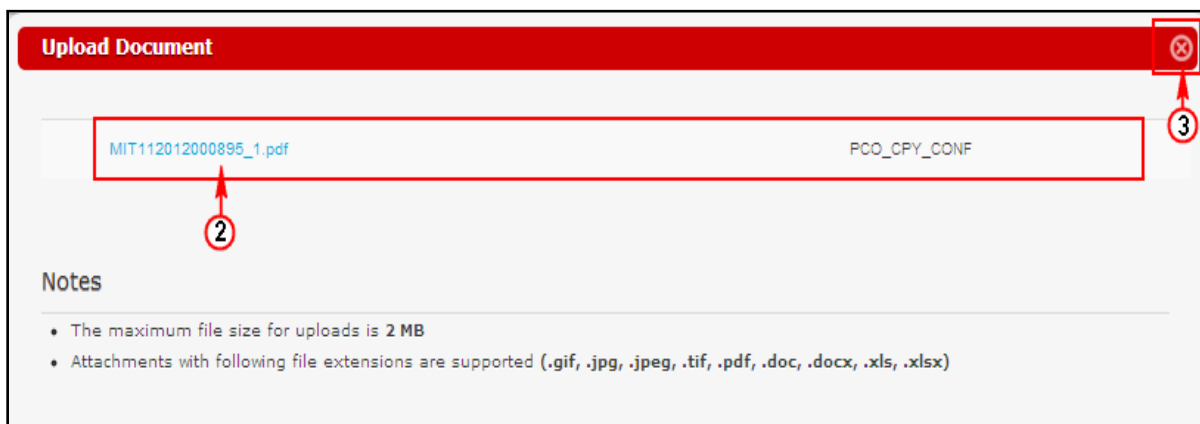 Upload Document
3
MIT112012000895_1.pdf PCO_CPY_CONF
2
Notes
• The maximum file size for uploads is 2 MB
• Attachments with following file extensions are supported (.gif, .jpg, .jpeg, .tif, .pdf, .doc, .docx, .xls, .xlsx)